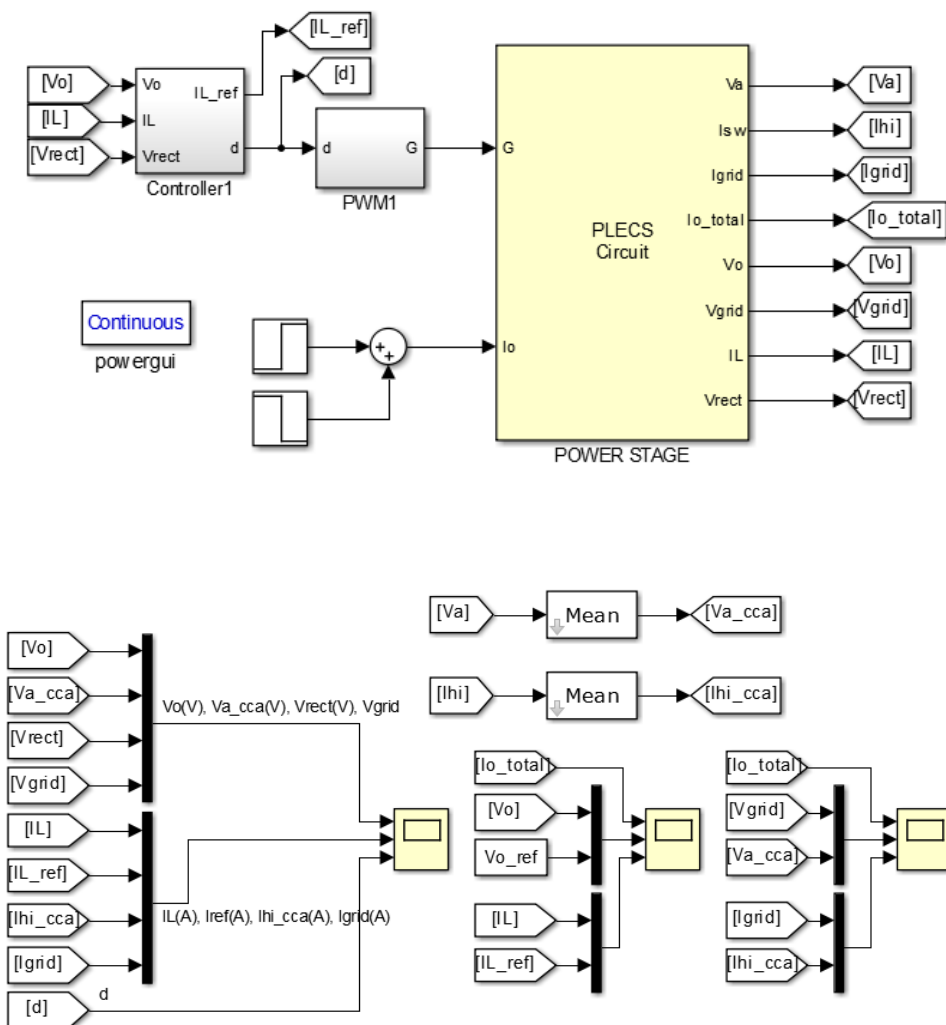 [IL_ref]
[d]
[Vo]
[IL]
[Vrect]
Vo
IL
Vrect
IL_ref
d
Controller1
d
G
PWM1
G
Io
PLECS
Circuit
Va
Isw
Igrid
Io_total
Vo
Vgrid
IL
Vrect
POWER STAGE
[Va]
[Ihi]
[Igrid]
[Io_total]
[Vo]
[Vgrid]
[IL]
[Vrect]
Continuous
powergui
+
+
[Va]
Mean
[Va_cca]
[Ihi]
Mean
[Ihi_cca]
[Vo]
[Va_cca]
[Vrect]
[Vgrid]
Vo(V), Va_cca(V), Vrect(V), Vgrid
[IL]
[IL_ref]
[Ihi_cca]
[Igrid]
IL(A), Iref(A), Ihi_cca(A), Igrid(A)
[d]
d
[Io_total]
[Vo]
Vo_ref
[IL]
[IL_ref]
[Io_total]
[Vgrid]
[Va_cca]
[Igrid]
[Ihi_cca]